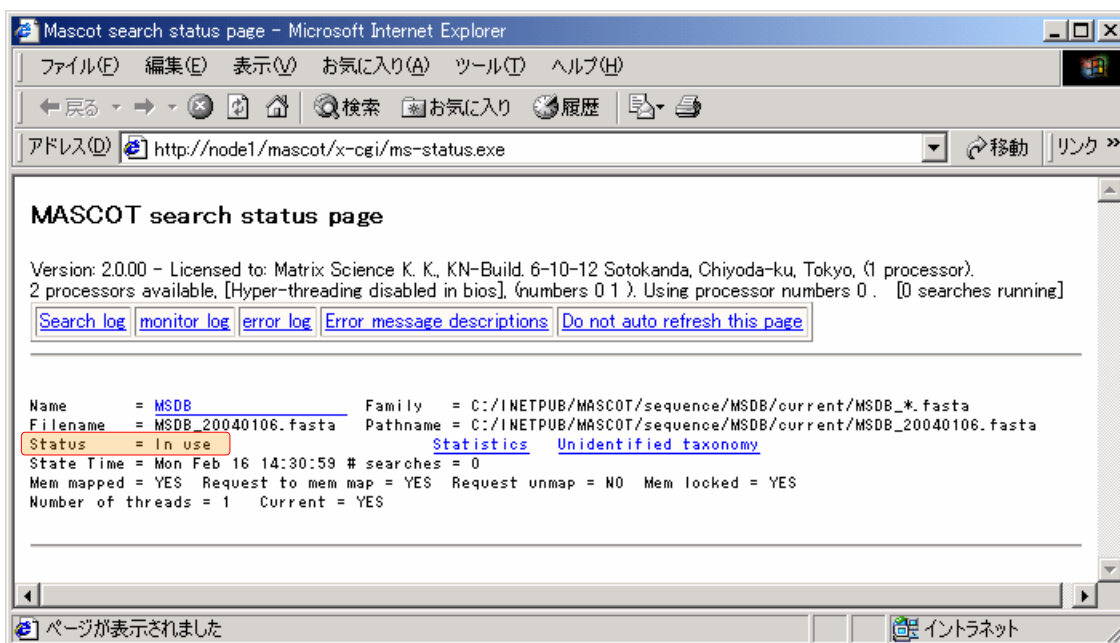 Mascot search status page - Microsoft Internet Explorer
ファイル(F) 編集(E) 表示(V) お気に入り(A) ツール(T) ヘルプ(H)
戻る 検索 お気に入り 履歴
アドレス(D) http://node1/mascot/x-cgi/ms-status.exe 移動 リンク »
MASCOT search status page
Version: 2.0.00 - Licensed to: Matrix Science K. K., KN-Build. 6-10-12 Sotokanda, Chiyoda-ku, Tokyo, (1 processor).
2 processors available, [Hyper-threading disabled in bios], (numbers 0 1 ). Using processor numbers 0 . [0 searches running]
Search log monitor log error log Error message descriptions Do not auto refresh this page
Name = MSDB Family = C:/INETPUB/MASCOT/sequence/MSDB/current/MSDB_*.fasta
Filename = MSDB_20040106.fasta Pathname = C:/INETPUB/MASCOT/sequence/MSDB/current/MSDB_20040106.fasta
Status = In use Statistics Unidentified taxonomy
State Time = Mon Feb 16 14:30:59 # searches = 0
Mem mapped = YES Request to mem map = YES Request unmap = NO Mem locked = YES
Number of threads = 1 Current = YES
ページが表示されました イントラネット